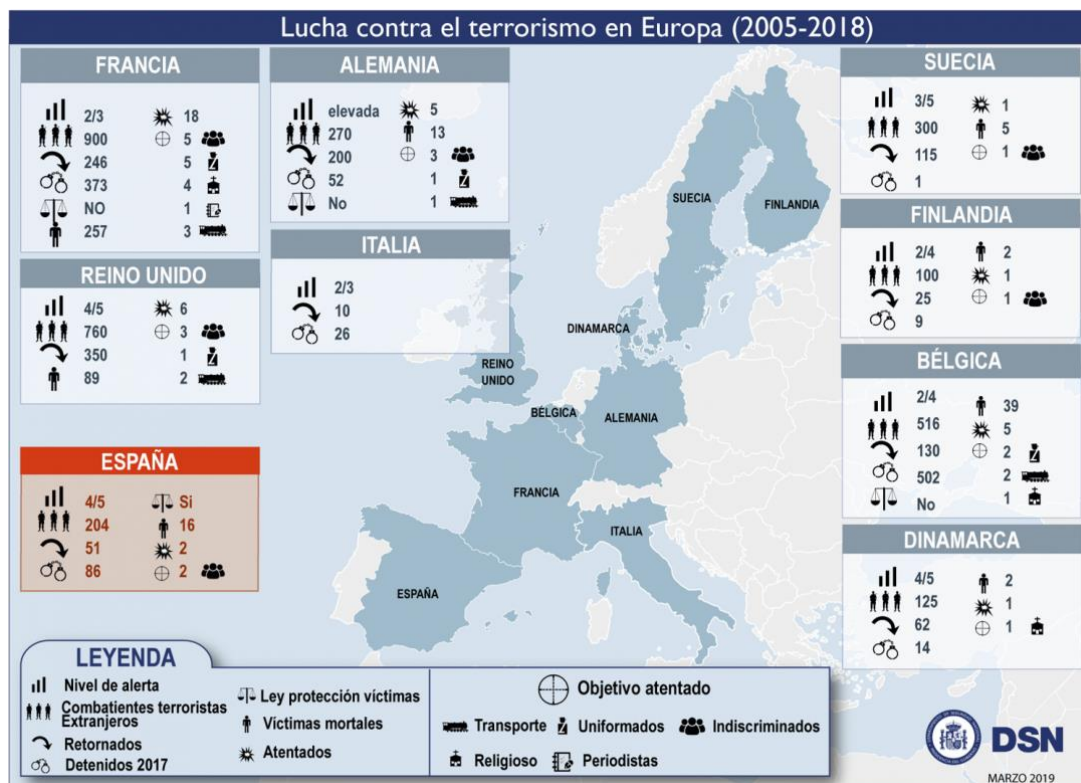 Lucha contra el terrorismo en Europa (2005-2018)
FRANCIA
2/3
900
246
373
NO
257
18
5
5
4
1
3
ALEMANIA
elevada
270
200
52
No
5
13
3
1
1
REINO UNIDO
4/5
760
350
89
6
3
1
2
ITALIA
2/3
10
26
ESPAÑA
4/5
204
51
86
Si
16
2
2
SUECIA
3/5
300
115
1
1
5
1
FINLANDIA
2/4
100
25
9
2
1
1
BÉLGICA
2/4
516
130
502
No
39
5
2
2
1
DINAMARCA
4/5
125
62
14
2
1
1
SUECIA
FINLANDIA
DINAMARCA
REINO
UNIDO
BÉLGICA
ALEMANIA
FRANCIA
ITALIA
ESPAÑA
LEYENDA
Nivel de alerta
Combatientes terroristas
Extranjeros
Retornados
Detenidos 2017
Ley protección víctimas
Víctimas mortales
Atentados
Objetivo atentado
Transporte
Uniformados
Indiscriminados
Religioso
Periodistas
DSN
MARZO 2019